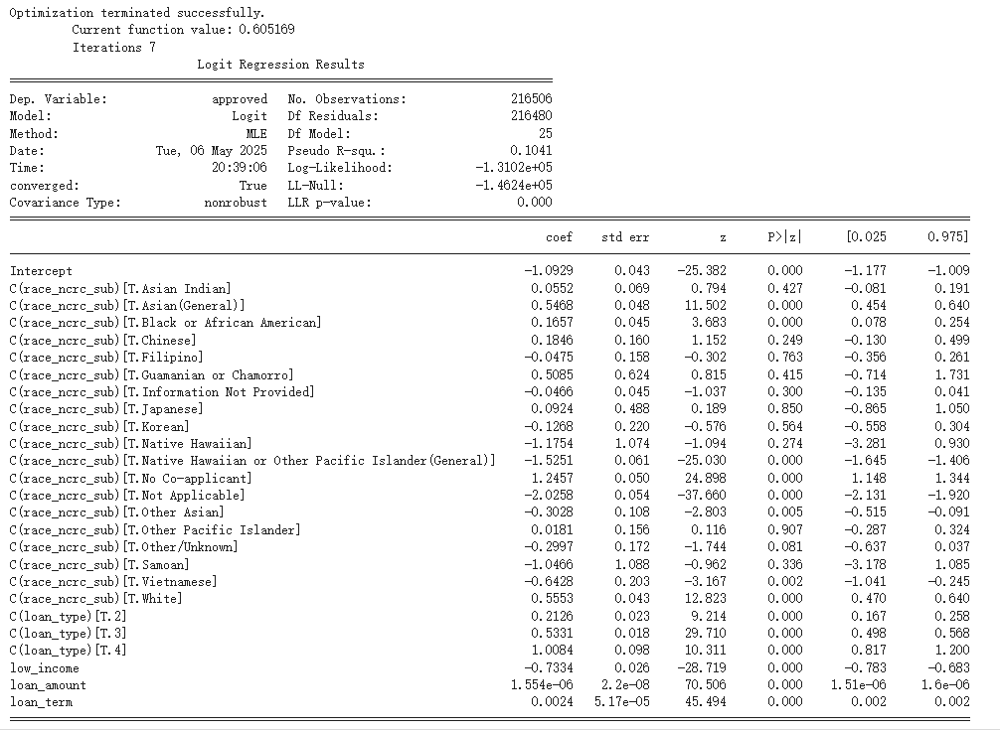 Optimization terminated successfully.
Current function value: 0.605169
Iterations 7
Logit Regression Results
Dep. Variable: approved No. Observations: 216506
Model: Logit Df Residuals: 216480
Method: MLE Df Model: 25
Date: Tue, 06 May 2025 Pseudo R-squ.: 0.1041
Time: 20:39:06 Log-Likelihood: -1.3102e+05
converged: True LL-Null: -1.4624e+05
Covariance Type: nonrobust LLR p-value: 0.000
coef std err z P>|z| [0.025 0.975]
Intercept -1.0929 0.043 -25.382 0.000 -1.177 -1.009
C(race_ncrc_sub)[T.Asian Indian] 0.0552 0.069 0.794 0.427 -0.081 0.191
C(race_ncrc_sub)[T.Asian(General)] 0.5468 0.048 11.502 0.000 0.454 0.640
C(race_ncrc_sub)[T.Black or African American] 0.1657 0.045 3.683 0.000 0.078 0.254
C(race_ncrc_sub)[T.Chinese] 0.1846 0.160 1.152 0.249 -0.130 0.499
C(race_ncrc_sub)[T.Filipino] -0.0475 0.158 -0.302 0.763 -0.356 0.261
C(race_ncrc_sub)[T.Guamanian or Chamorro] 0.5085 0.624 0.815 0.415 -0.714 1.731
C(race_ncrc_sub)[T.Information Not Provided] -0.0466 0.045 -1.037 0.300 -0.135 0.041
C(race_ncrc_sub)[T.Japanese] 0.0924 0.488 0.189 0.850 -0.865 1.050
C(race_ncrc_sub)[T.Korean] -0.1268 0.220 -0.576 0.564 -0.558 0.304
C(race_ncrc_sub)[T.Native Hawaiian] -1.1754 1.074 -1.094 0.274 -3.281 0.930
C(race_ncrc_sub)[T.Native Hawaiian or Other Pacific Islander(General)] -1.5251 0.061 -25.030 0.000 -1.645 -1.406
C(race_ncrc_sub)[T.No Co-applicant] 1.2457 0.050 24.898 0.000 1.148 1.344
C(race_ncrc_sub)[T.Not Applicable] -2.0258 0.054 -37.660 0.000 -2.131 -1.920
C(race_ncrc_sub)[T.Other Asian] -0.3028 0.108 -2.803 0.005 -0.515 -0.091
C(race_ncrc_sub)[T.Other Pacific Islander] 0.0181 0.156 0.116 0.907 -0.287 0.324
C(race_ncrc_sub)[T.Other/Unknown] -0.2997 0.172 -1.744 0.081 -0.637 0.037
C(race_ncrc_sub)[T.Samoan] -1.0466 1.088 -0.962 0.336 -3.178 1.085
C(race_ncrc_sub)[T.Vietnamese] -0.6428 0.203 -3.167 0.002 -1.041 -0.245
C(race_ncrc_sub)[T.White] 0.5553 0.043 12.823 0.000 0.470 0.640
C(loan_type)[T.2] 0.2126 0.023 9.214 0.000 0.167 0.258
C(loan_type)[T.3] 0.5331 0.018 29.710 0.000 0.498 0.568
C(loan_type)[T.4] 1.0084 0.098 10.311 0.000 0.817 1.200
low_income -0.7334 0.026 -28.719 0.000 -0.783 -0.683
loan_amount 1.554e-06 2.2e-08 70.506 0.000 1.51e-06 1.6e-06
loan_term 0.0024 5.17e-05 45.494 0.000 0.002 0.002